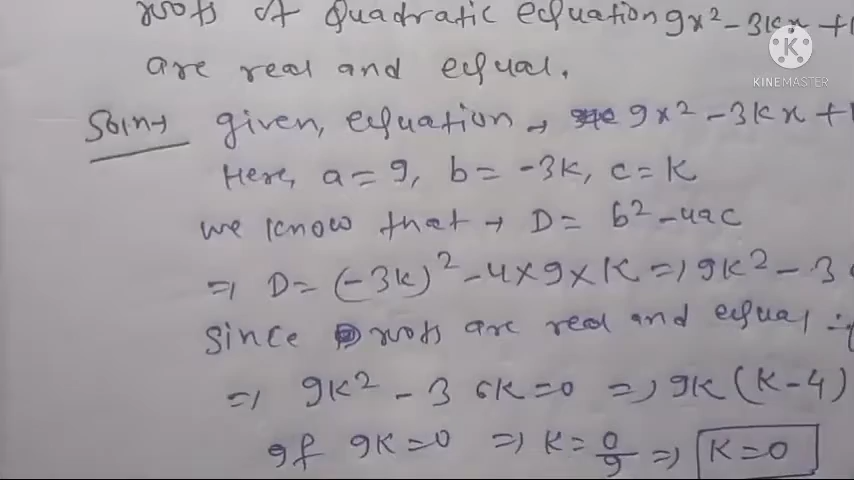 roots of quadratic equation 9x² - 3kx +
K
KINEMASTER
are real and equal.
Soln→ given, equation → 9x² - 3kx +
Here, a = 9, b = -3k, c = k
we know that → D = b² - 4ac
⇒ D = (-3k)² - 4×9×k ⇒ 9k² - 3
Since roots are real and equal ∴
⇒ 9k² - 36k = 0 ⇒ 9k (k - 4)
If 9k = 0 ⇒ k = 0/9 ⇒ k = 0